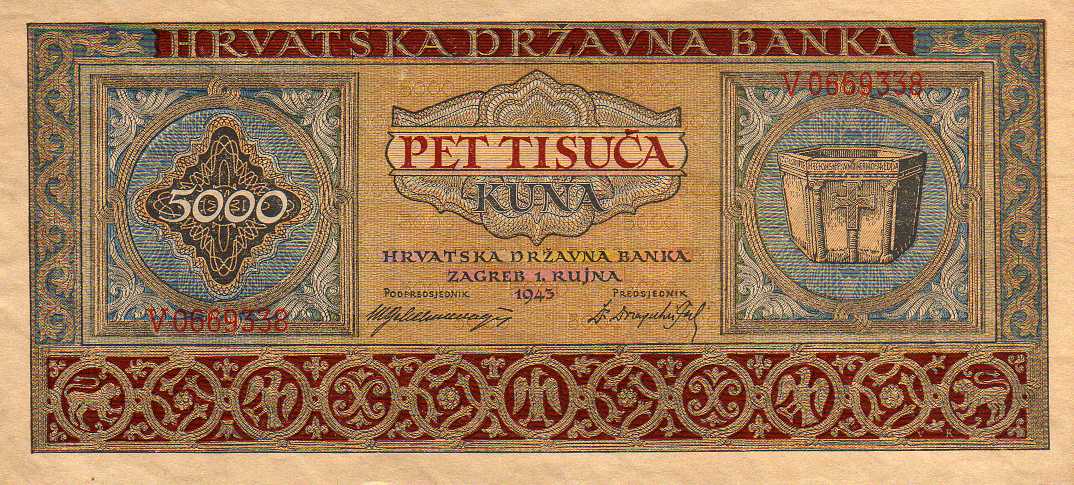 HRVATSKA DRŽAVNA BANKA
V 0669338
PET TISUĆA
KUNA
5000
HRVATSKA DRŽAVNA BANKA
ZAGREB 1. RUJNA
PODPREDSJEDNIK 1943 PREDSJEDNIK
V 0669338